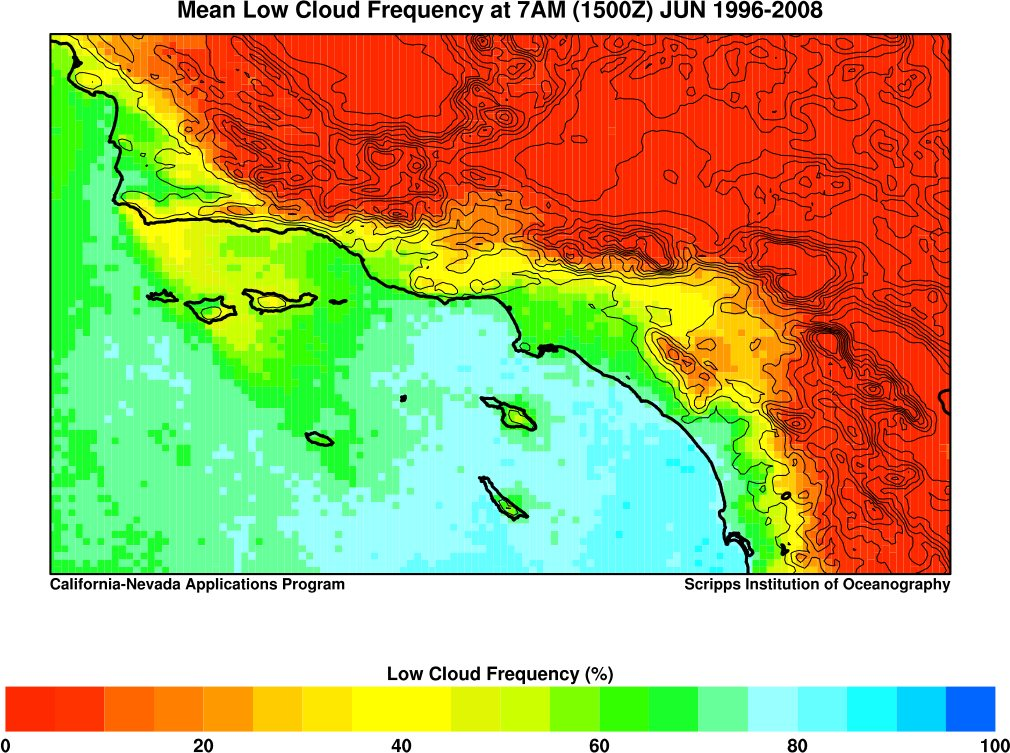 Mean Low Cloud Frequency at 7AM (1500Z) JUN 1996-2008
California-Nevada Applications Program Scripps Institution of Oceanography
Low Cloud Frequency (%)
0 20 40 60 80 100